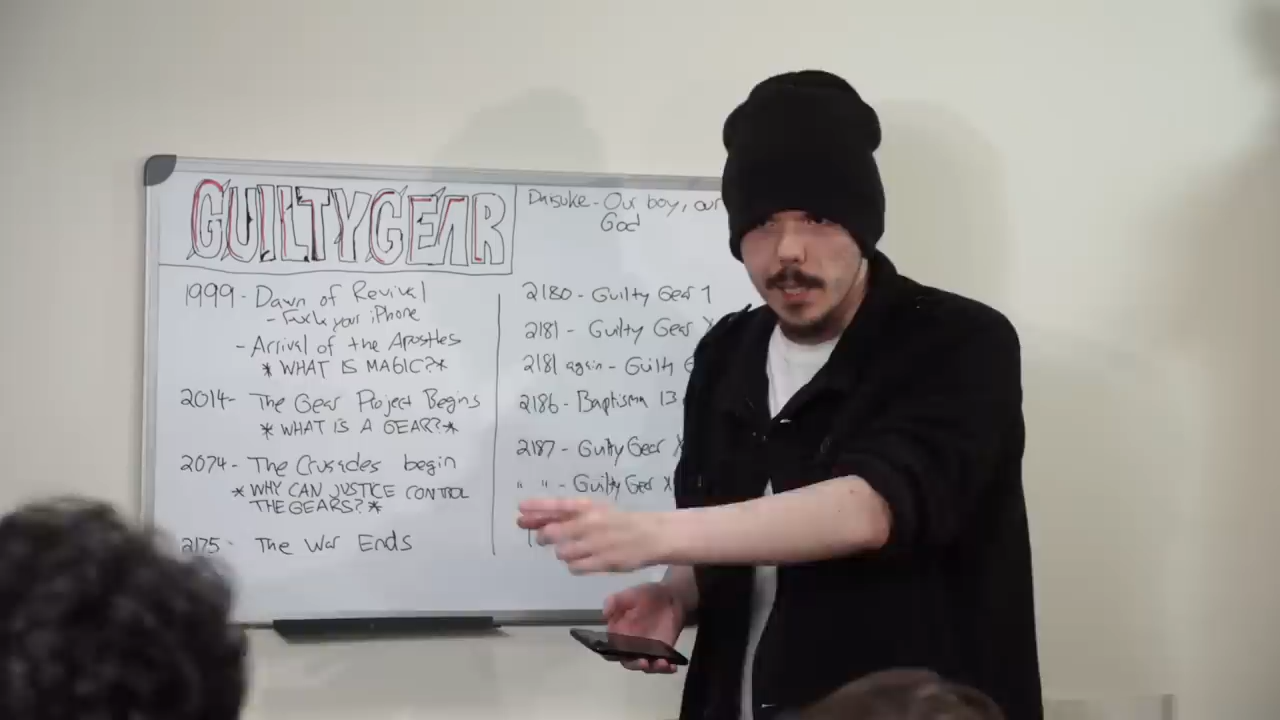 GUILTYGEAR
1999 - Dawn of Revival
- Fuck your iPhone
- Arrival of the Apostles
* WHAT IS MAGIC? *
2014 - The Gear Project Begins
* WHAT IS A GEAR? *
2074 - The Crusades begin
* WHY CAN JUSTICE CONTROL
THE GEARS? *
2175 - The War Ends
Daisuke - Our boy, our
God
2180 - Guilty Gear 1
2181 - Guilty Gear X
2181 again - Guilty G
2186 - Baptism 13
2187 - Guilty Gear X
" " - Guilty Gear X